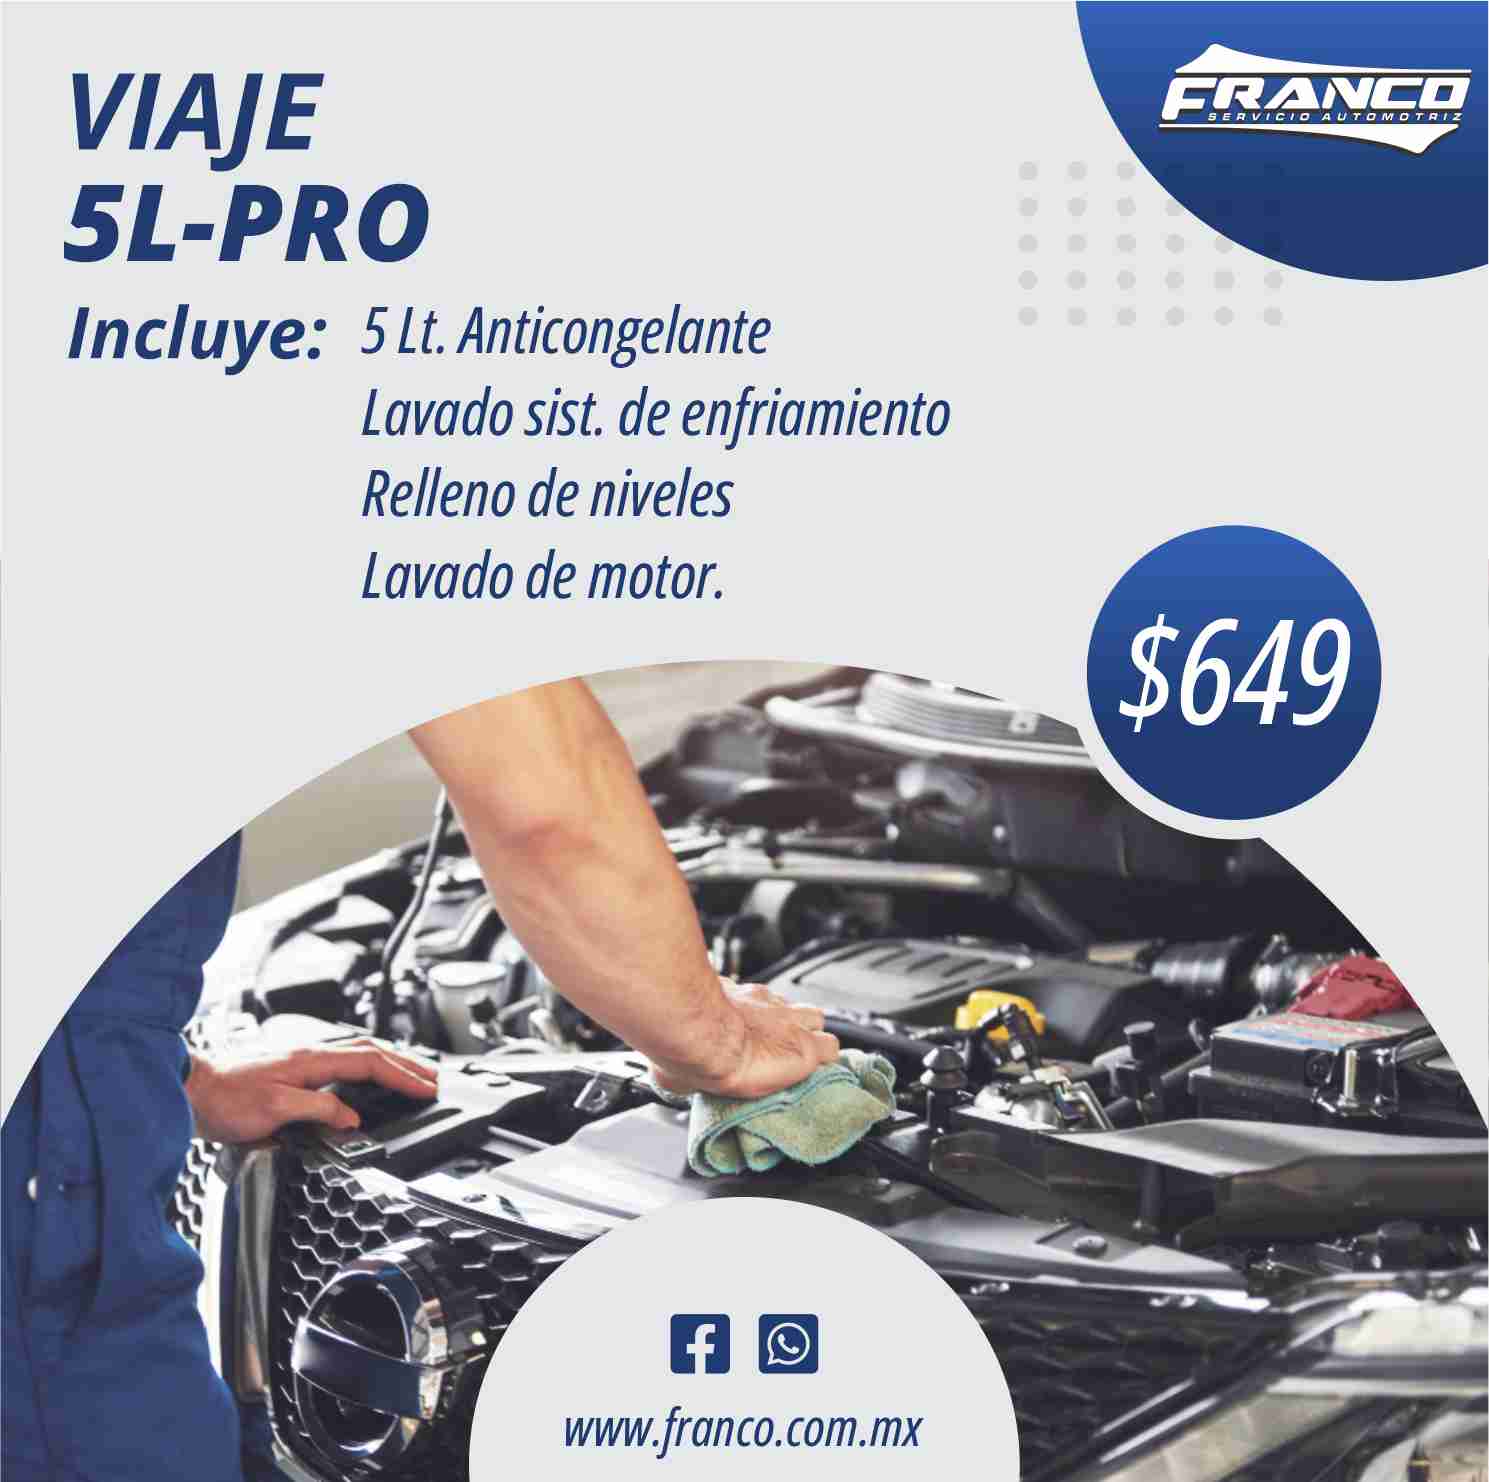 FRANCO
SERVICIO AUTOMOTRIZ
VIAJE
5L-PRO
Incluye: 5 Lt. Anticongelante
Lavado sist. de enfriamiento
Relleno de niveles
Lavado de motor.
$649
www.franco.com.mx